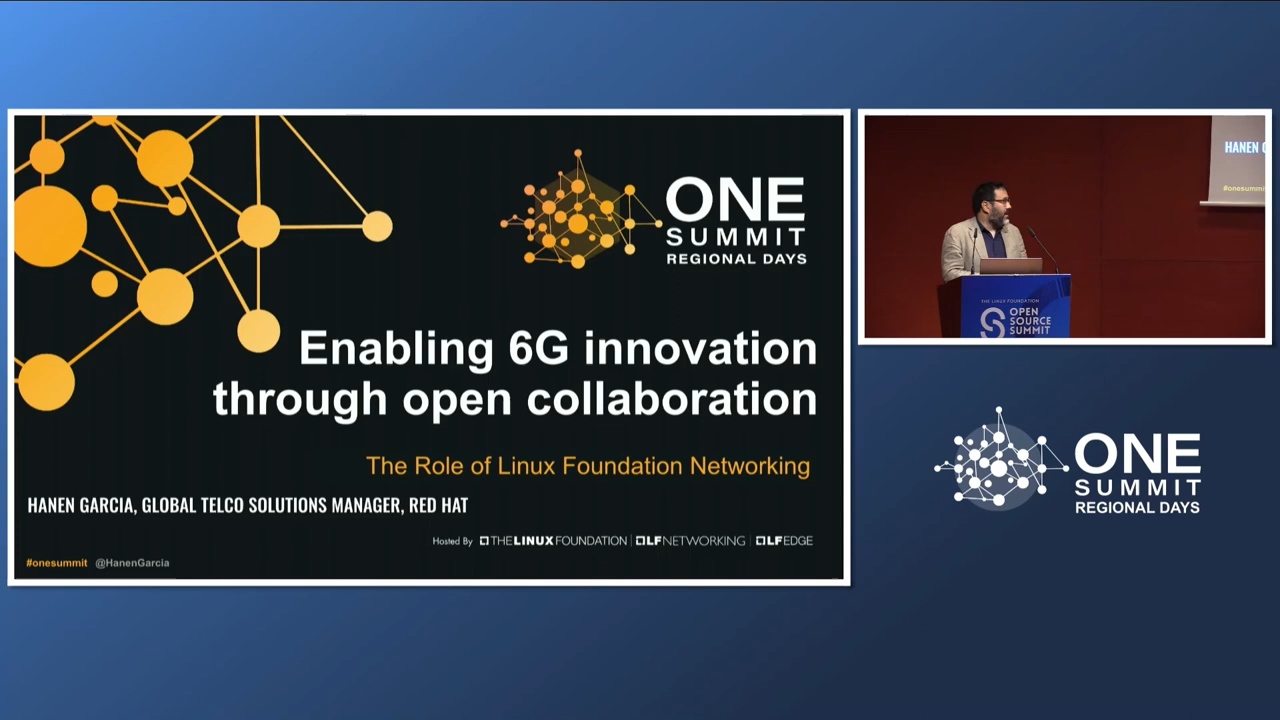 ONE
SUMMIT
REGIONAL DAYS
Enabling 6G innovation
through open collaboration
The Role of Linux Foundation Networking
HANEN GARCIA, GLOBAL TELCO SOLUTIONS MANAGER, RED HAT
Hosted By THE LINUX FOUNDATION | LF NETWORKING | LF EDGE
#onesummit @HanenGarcia
HANEN G
#onesummi
THE LINUX FOUNDATION
OPEN
SOURCE
SUMMIT
ONE
SUMMIT
REGIONAL DAYS